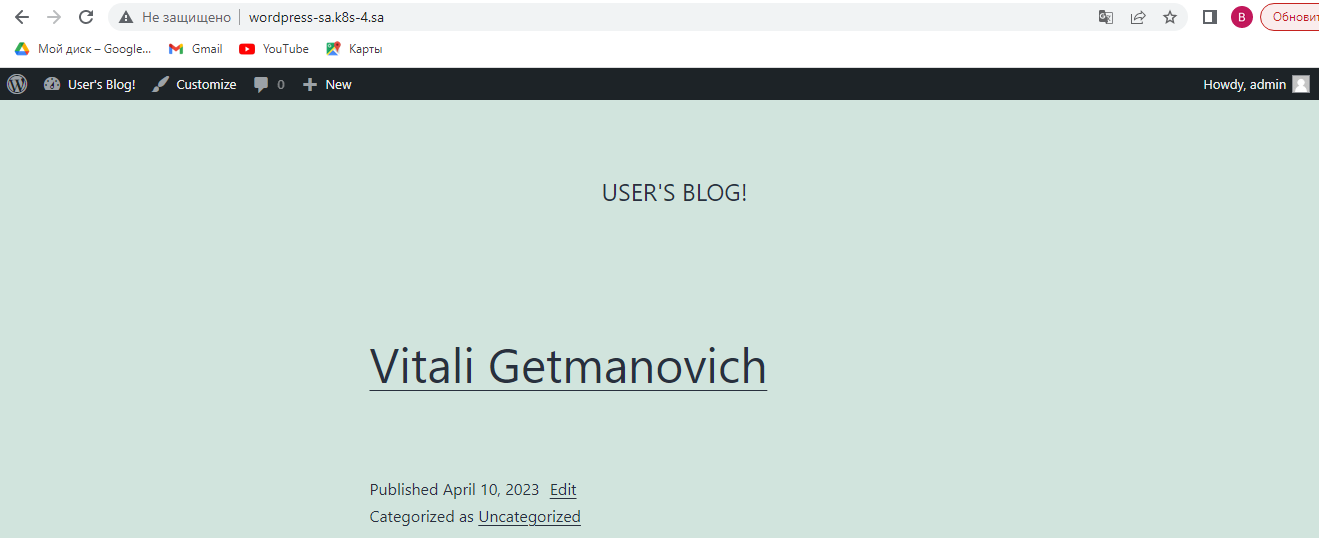 Не защищено wordpress-sa.k8s-4.sa В Обновит
Мой диск – Google... Gmail YouTube Карты
User's Blog! Customize 0 New Howdy, admin
USER'S BLOG!
Vitali Getmanovich
Published April 10, 2023 Edit
Categorized as Uncategorized